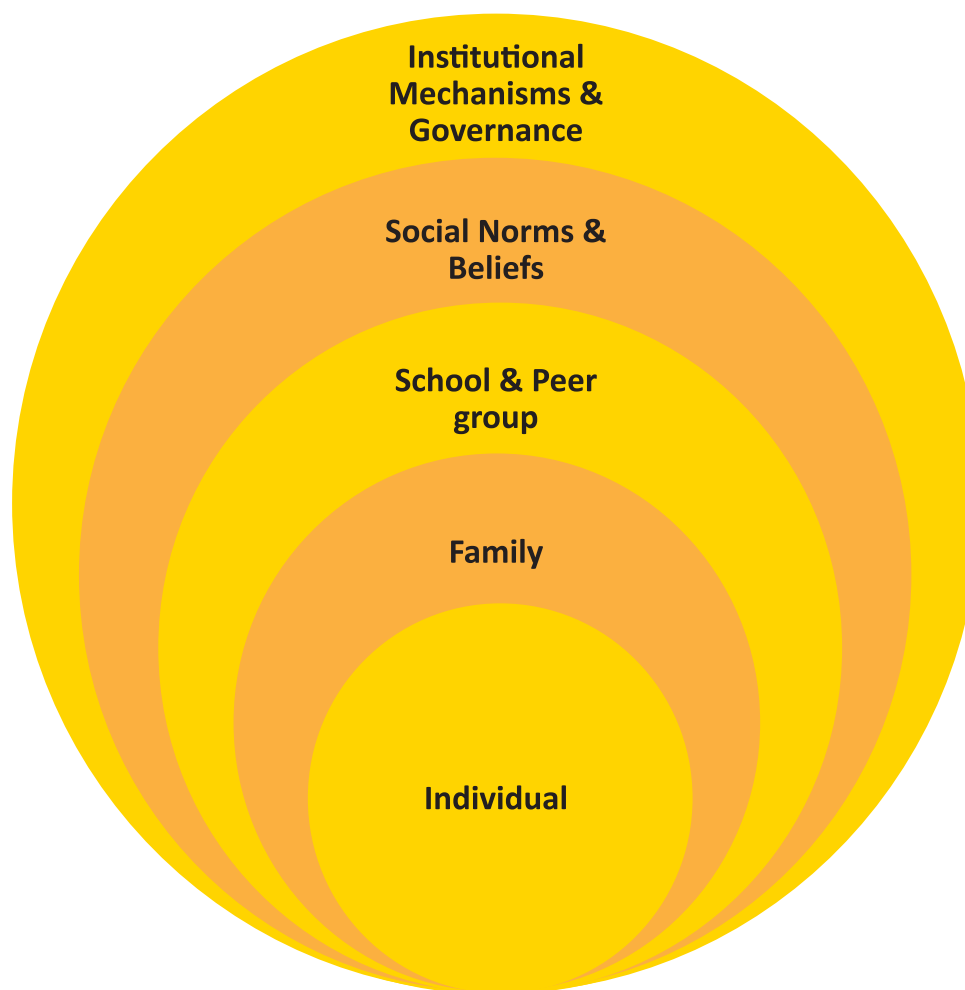 Institutional
Mechanisms &
Governance
Social Norms &
Beliefs
School & Peer
group
Family
Individual